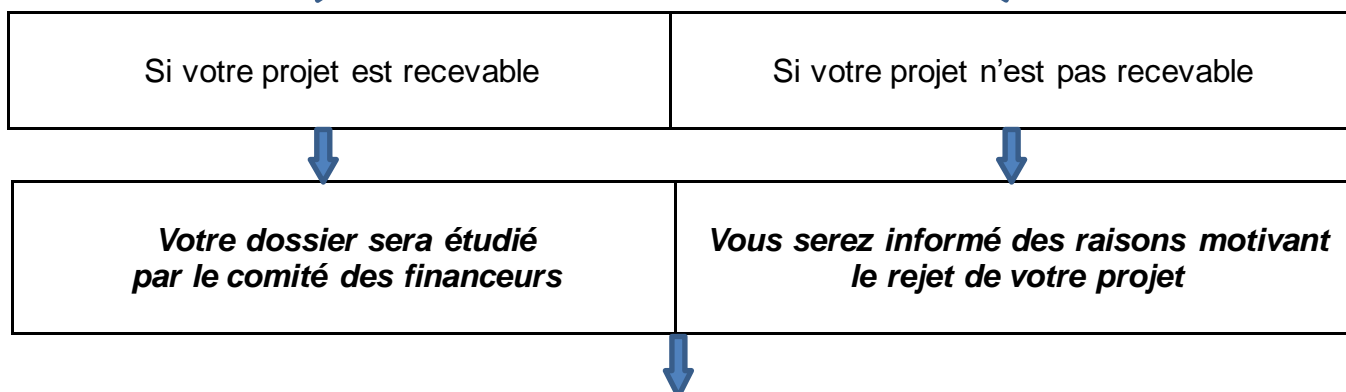 Si votre projet est recevable
Si votre projet n’est pas recevable
Votre dossier sera étudié
par le comité des financeurs
Vous serez informé des raisons motivant
le rejet de votre projet